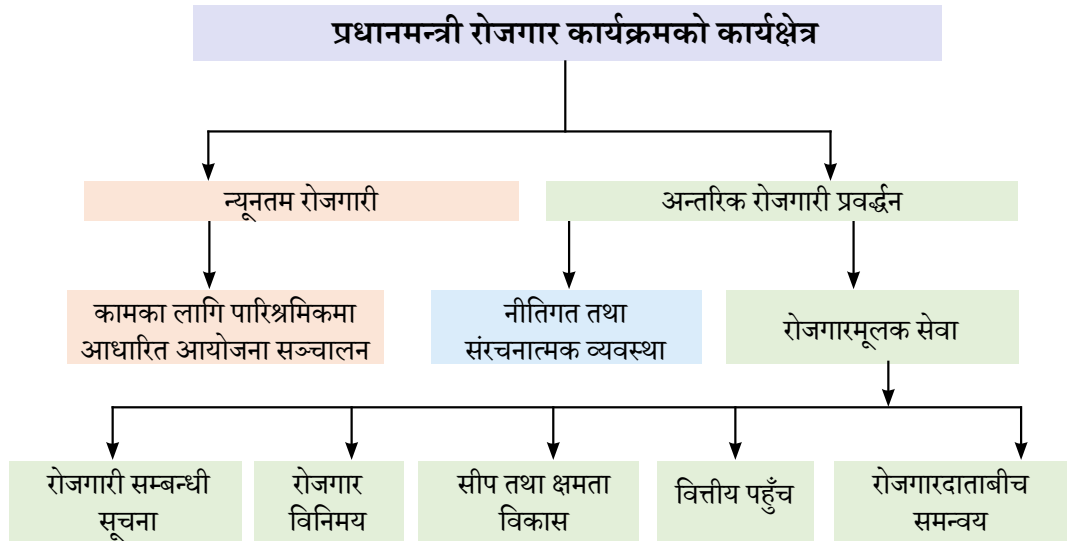 प्रधानमन्त्री रोजगार कार्यक्रमको कार्यक्षेत्र
न्यूनतम रोजगारी
अन्तरिक रोजगारी प्रवर्द्धन
कामका लागि पारिश्रमिकमा
आधारित आयोजना सञ्चालन
नीतिगत तथा
संरचनात्मक व्यवस्था
रोजगारमूलक सेवा
रोजगारी सम्बन्धी
सूचना
रोजगार
विनिमय
सीप तथा क्षमता
विकास
वित्तीय पहुँच
रोजगारदाताबीच
समन्वय